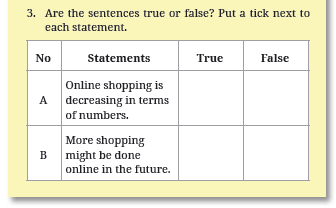 3. Are the sentences true or false? Put a tick next to
each statement.
No Statements True False
A Online shopping is
decreasing in terms
of numbers.
B More shopping
might be done
online in the future.